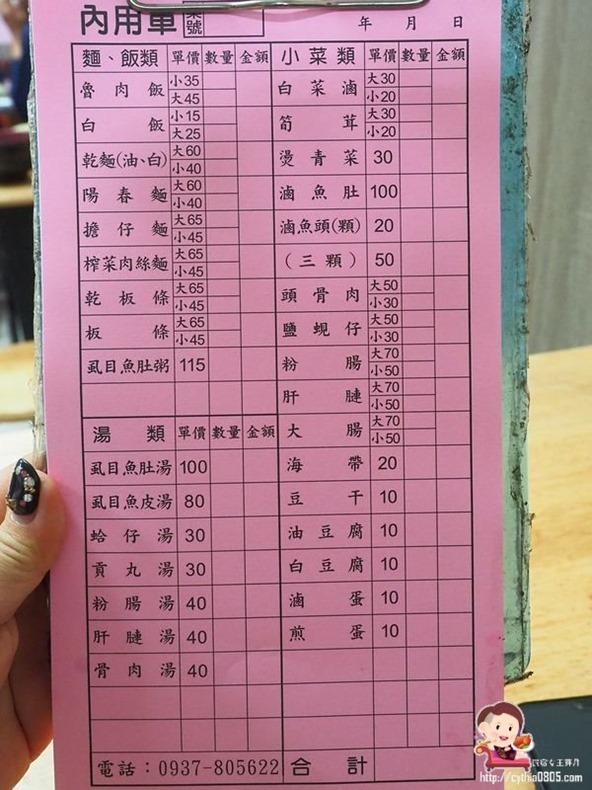 內用單 桌號
年 月 日
麵、飯類 單價 數量 金額
魯肉飯 小35 大45
白飯 小15 大25
乾麵(油、白) 大60 小40
陽春麵 大60 小40
擔仔麵 大65 小45
榨菜肉絲麵 大65 小45
乾板條 大65 小45
板條 大65 小45
虱目魚肚粥 115
湯類 單價 數量 金額
虱目魚肚湯 100
虱目魚皮湯 80
蛤仔湯 30
貢丸湯 30
粉腸湯 40
肝腱湯 40
骨肉湯 40
電話：0937-805622
小菜類 單價 數量 金額
白菜滷 大30 小20
筍茸 大30 小20
燙青菜 30
滷魚肚 100
滷魚頭(顆) 20
(三顆) 50
頭骨肉 大50 小30
鹽蜆仔 大50 小30
粉腸 大70 小50
肝腱 大70 小50
大腸 大70 小50
海帶 20
豆干 10
油豆腐 10
白豆腐 10
滷蛋 10
煎蛋 10
合計
民宿女王芽月
http://cythia0805.com